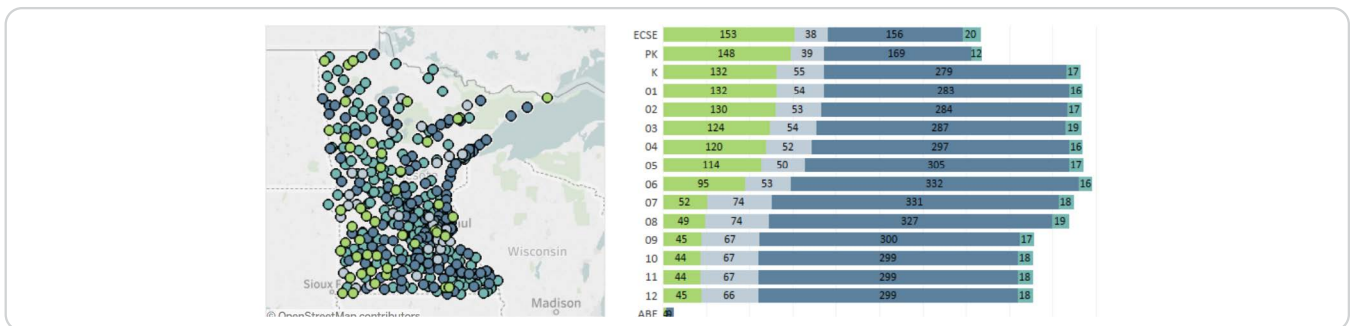 ul
Wisconsin
Sioux F
Madison
© OpenStreetMap contributors
ECSE 153 38 156 20
PK 148 39 169 12
K 132 55 279 17
01 132 54 283 16
02 130 53 284 17
03 124 54 287 19
04 120 52 297 16
05 114 50 305 17
06 95 53 332 16
07 52 74 331 18
08 49 74 327 19
09 45 67 300 17
10 44 67 299 18
11 44 67 299 18
12 45 66 299 18
ABE